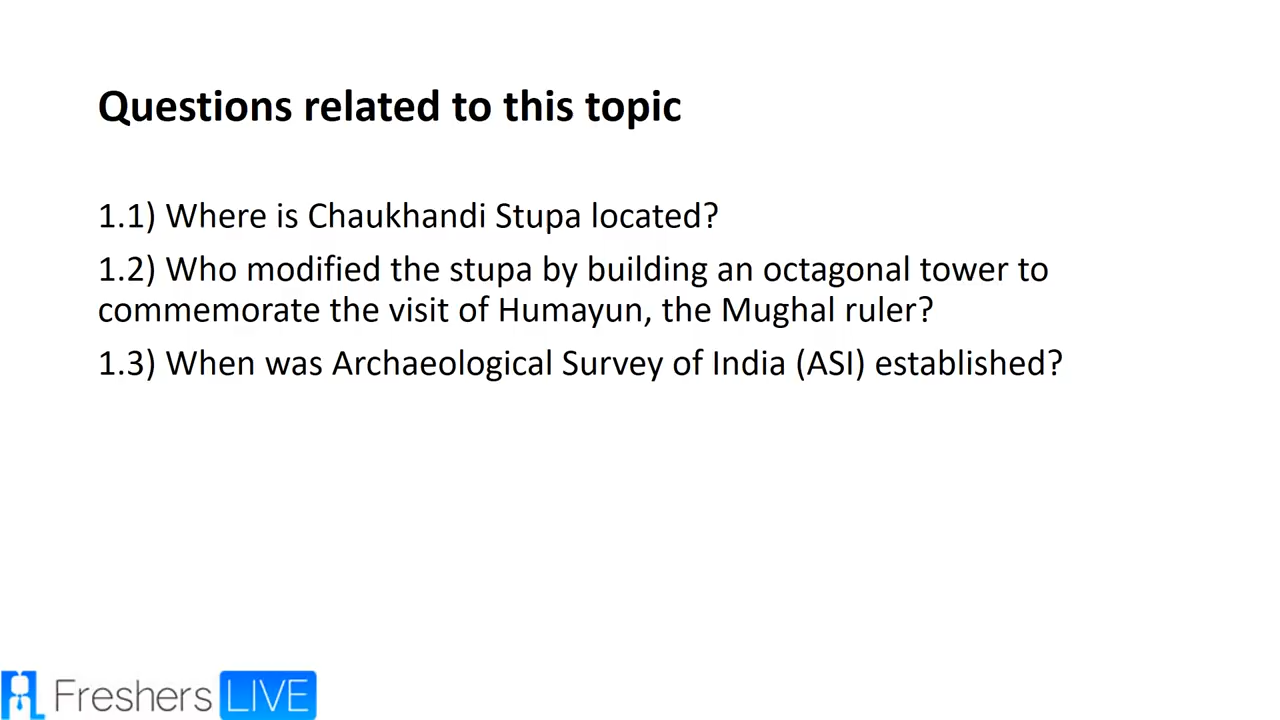 Questions related to this topic
1.1) Where is Chaukhandi Stupa located?
1.2) Who modified the stupa by building an octagonal tower to
commemorate the visit of Humayun, the Mughal ruler?
1.3) When was Archaeological Survey of India (ASI) established?
Freshers LIVE